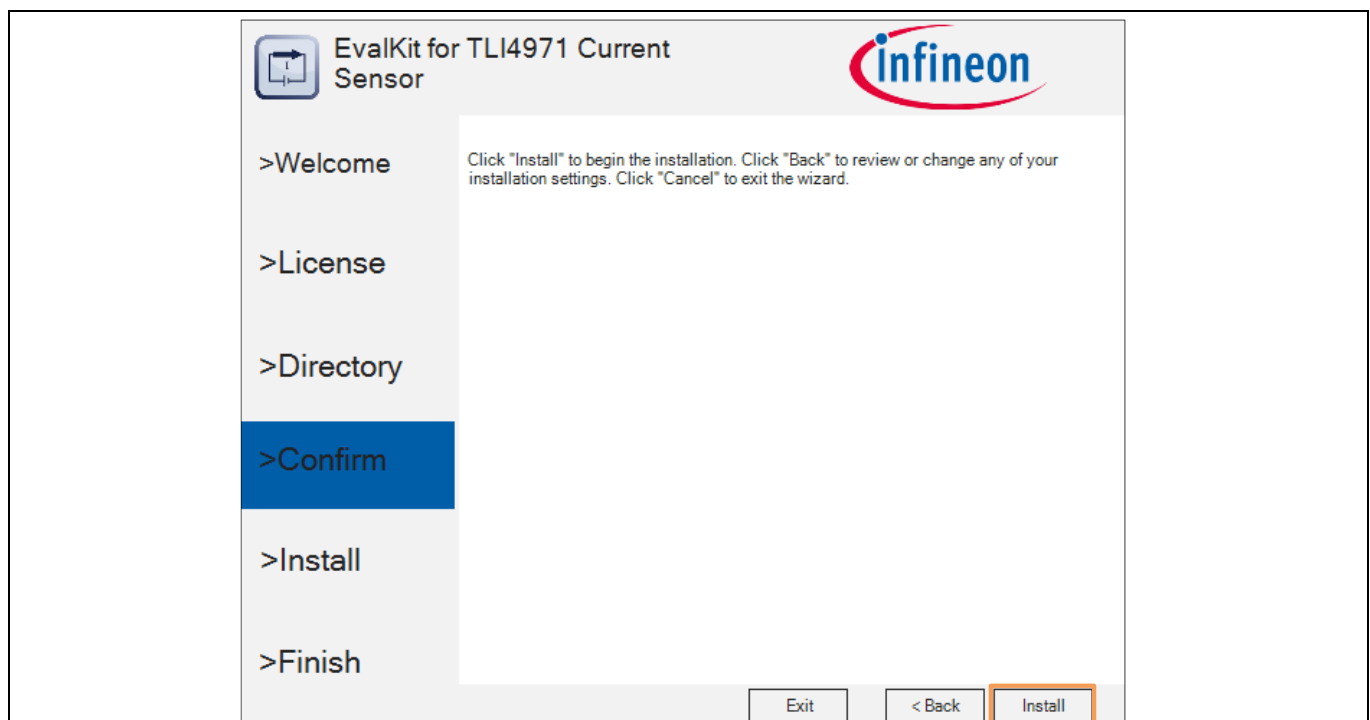 EvalKit for TLI4971 Current
Sensor
infineon
>Welcome
Click "Install" to begin the installation. Click "Back" to review or change any of your
installation settings. Click "Cancel" to exit the wizard.
>License
>Directory
>Confirm
>Install
>Finish
Exit
< Back
Install